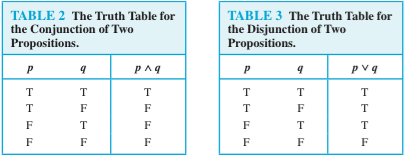 TABLE 2 The Truth Table for
the Conjunction of Two
Propositions.
p q p ∧ q
T T T
T F F
F T F
F F F
TABLE 3 The Truth Table for
the Disjunction of Two
Propositions.
p q p ∨ q
T T T
T F T
F T T
F F F